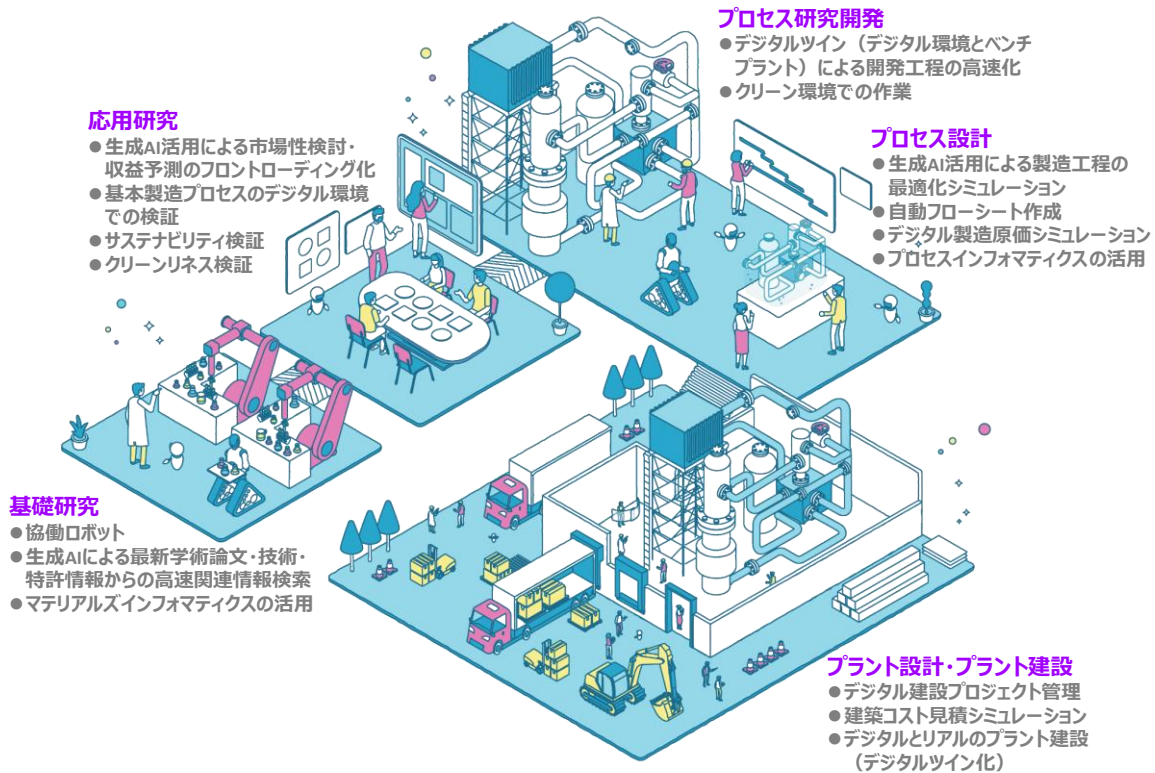 プロセス研究開発
●デジタルツイン（デジタル環境とベンチ
プラント）による開発工程の高速化
●クリーン環境での作業
応用研究
●生成AI活用による市場性検討・
収益予測のフロントローディング化
●基本製造プロセスのデジタル環境
での検証
●サステナビリティ検証
●クリーンリネス検証
プロセス設計
●生成AI活用による製造工程の
最適化シミュレーション
●自動フローシート作成
●デジタル製造原価シミュレーション
●プロセスインフォマティクスの活用
基礎研究
●協働ロボット
●生成AIによる最新学術論文・技術・
特許情報からの高速関連情報検索
●マテリアルズインフォマティクスの活用
プラント設計・プラント建設
●デジタル建設プロジェクト管理
●建築コスト見積シミュレーション
●デジタルとリアルのプラント建設
（デジタルツイン化）